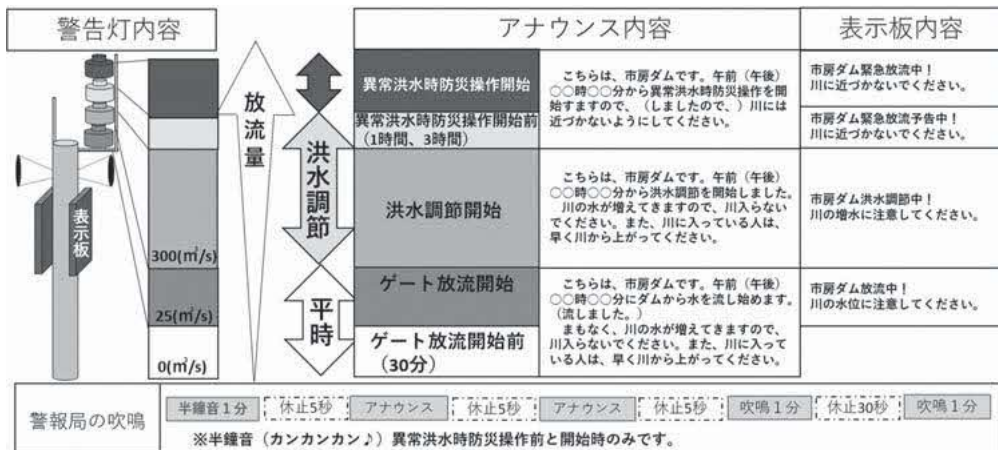 警告灯内容
アナウンス内容
表示板内容
表示板
300(㎥/s)
25(㎥/s)
0(㎥/s)
放流量
洪水調節
平時
異常洪水時防災操作開始
異常洪水時防災操作開始前
(1時間、3時間)
洪水調節開始
ゲート放流開始
ゲート放流開始前
(30分)
こちらは、市房ダムです。午前(午後)
○○時○○分から異常洪水時防災操作を開
始すますので、(しましたので、)川には
近づかないようにしてください。
こちらは、市房ダムです。午前(午後)
○○時○○分から洪水調節を開始しました。
川の水が増えてきますので、川入らない
でください。また、川に入っている人は、
早く川から上がってください。
こちらは、市房ダムです。午前(午後)
○○時○○分にダムから水を流し始めます。
(流しました。)
まもなく、川の水が増えてきますので、
川入らないでください。また、川に入って
いる人は、早く川から上がってください。
市房ダム緊急放流中!
川に近づかないでください。
市房ダム緊急放流予告中!
川に近づかないでください。
市房ダム洪水調節中!
川の増水に注意してください。
市房ダム放流中!
川の水位に注意してください。
警報局の吹鳴
半鐘音1分 休止5秒 アナウンス 休止5秒 アナウンス 休止5秒 吹鳴1分 休止30秒 吹鳴1分
※半鐘音(カンカンカン♪)異常洪水時防災操作前と開始時のみです。